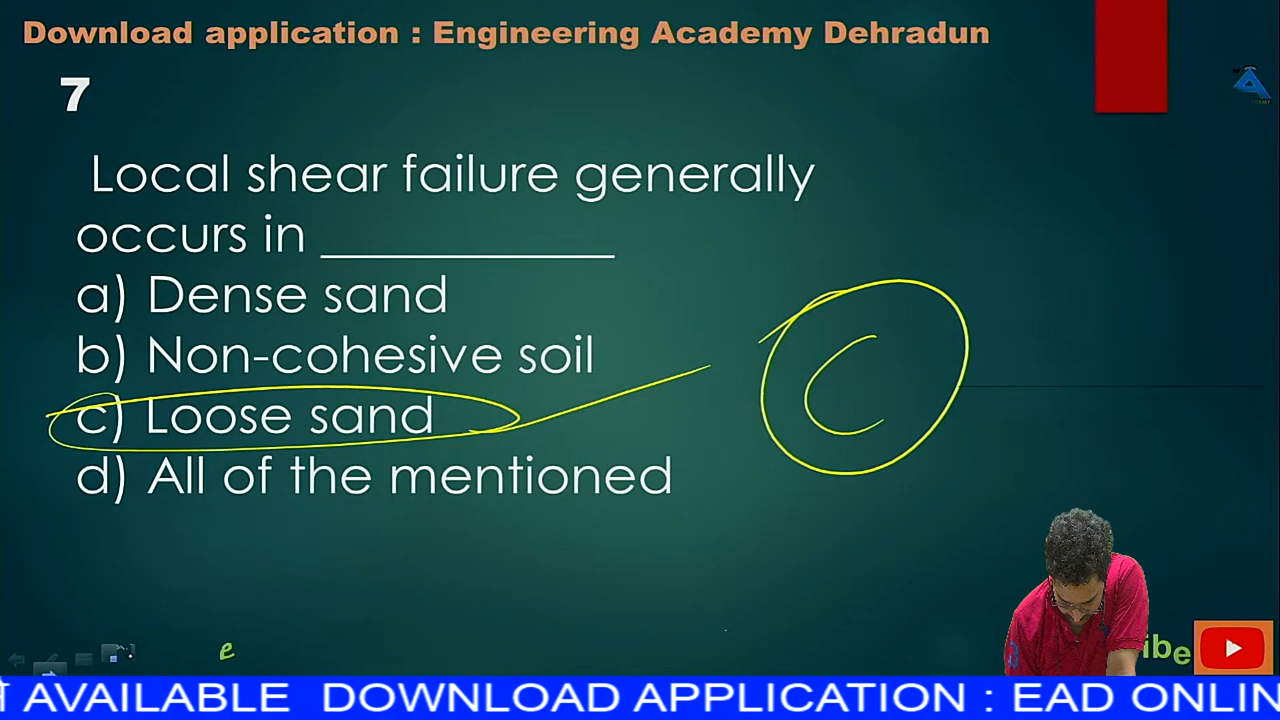 Download application : Engineering Academy Dehradun
7
Local shear failure generally
occurs in ____________
a) Dense sand
b) Non-cohesive soil
c) Loose sand
d) All of the mentioned
C
e
ibe
AVAILABLE DOWNLOAD APPLICATION : EAD ONLIN